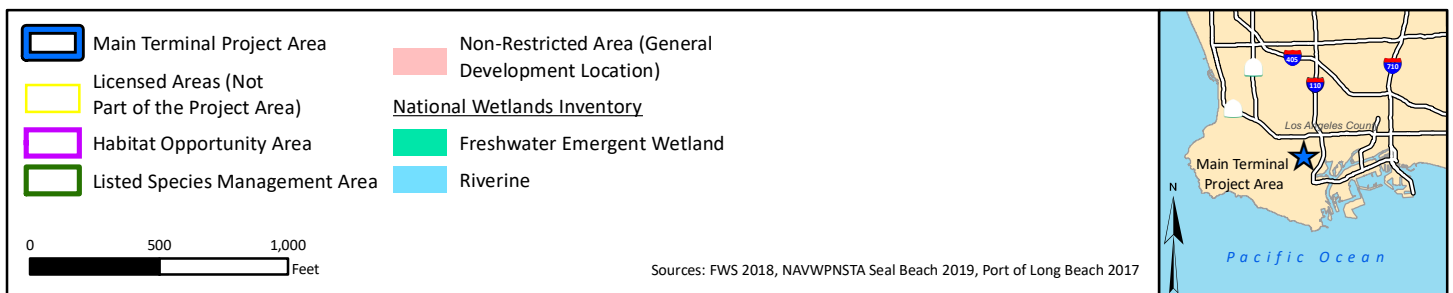 Main Terminal Project Area
Licensed Areas (Not
Part of the Project Area)
Habitat Opportunity Area
Listed Species Management Area
Non-Restricted Area (General
Development Location)
National Wetlands Inventory
Freshwater Emergent Wetland
Riverine
0 500 1,000
Feet
Sources: FWS 2018, NAVWPNSTA Seal Beach 2019, Port of Long Beach 2017
405
710
110
Los Angeles County
Main Terminal
Project Area
N
Pacific Ocean